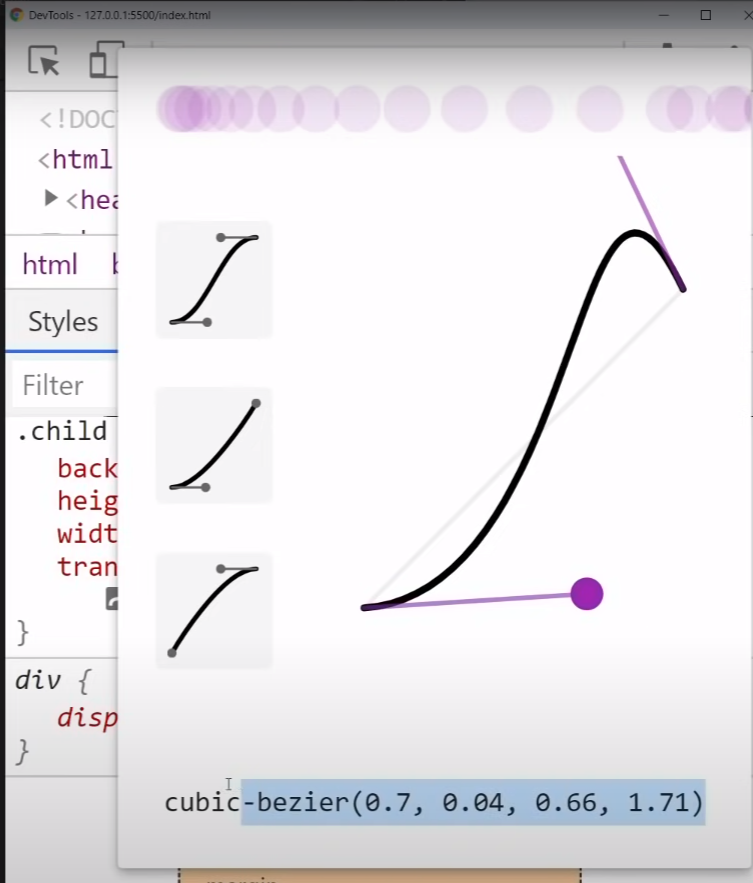 DevTools - 127.0.0.1:5500/index.html
<!DOC
<html
<hea
html
Styles
Filter
.child
back
heig
widt
tran
}
div {
disp
}
cubic-bezier(0.7, 0.04, 0.66, 1.71)